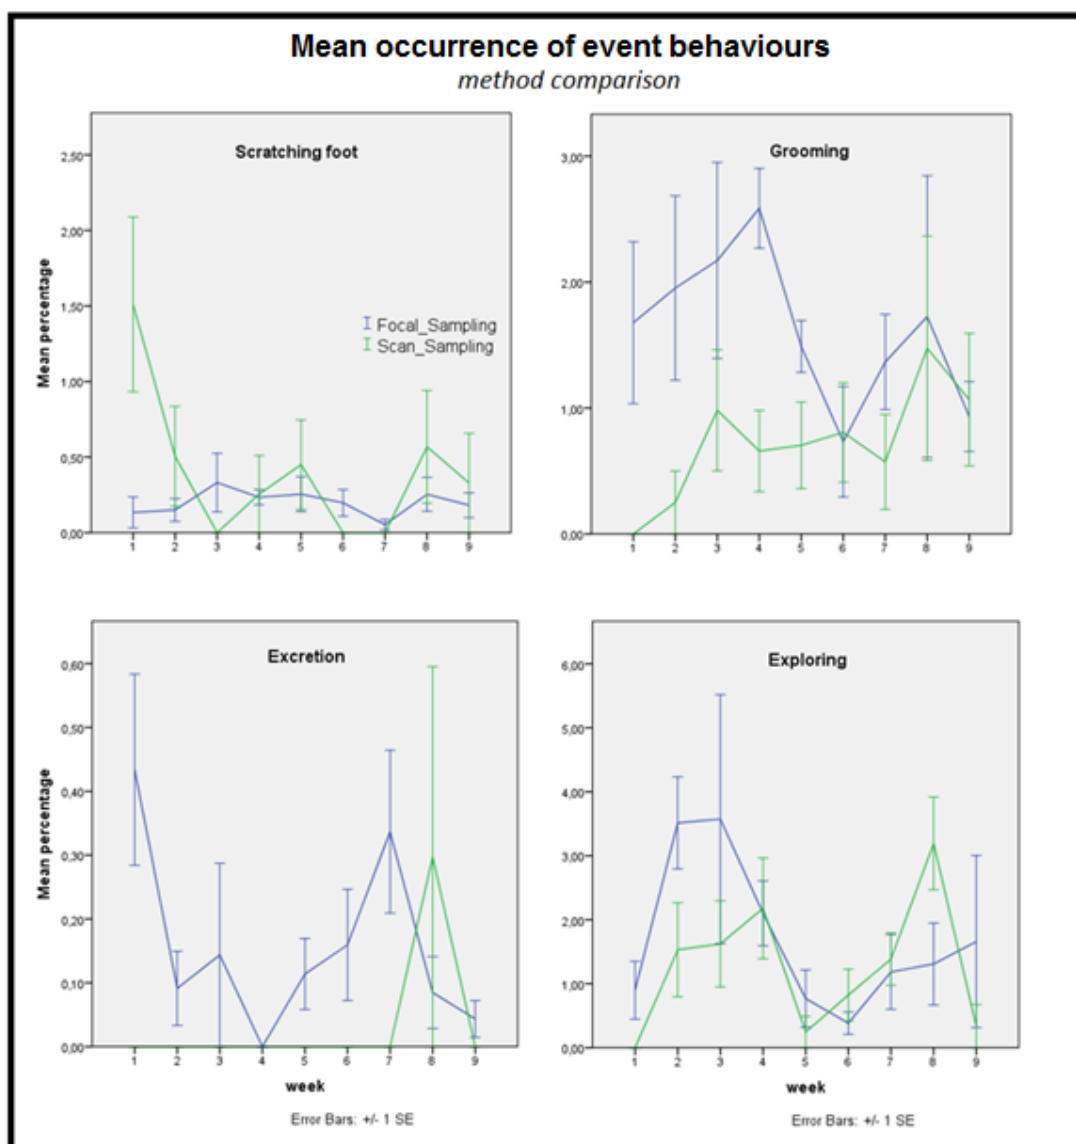 Mean occurrence of event behaviours
method comparison
Scratching foot
Mean percentage
2,50
2,00
1,50
1,00
0,50
0,00
1 2 3 4 5 6 7 8 9
Focal_Sampling
Scan_Sampling
Grooming
3,00
2,00
1,00
0,00
1 2 3 4 5 6 7 8 9
Excretion
Mean percentage
0,60
0,50
0,40
0,30
0,20
0,10
0,00
1 2 3 4 5 6 7 8 9
week
Error Bars: +/- 1 SE
Exploring
6,00
5,00
4,00
3,00
2,00
1,00
0,00
1 2 3 4 5 6 7 8 9
week
Error Bars: +/- 1 SE